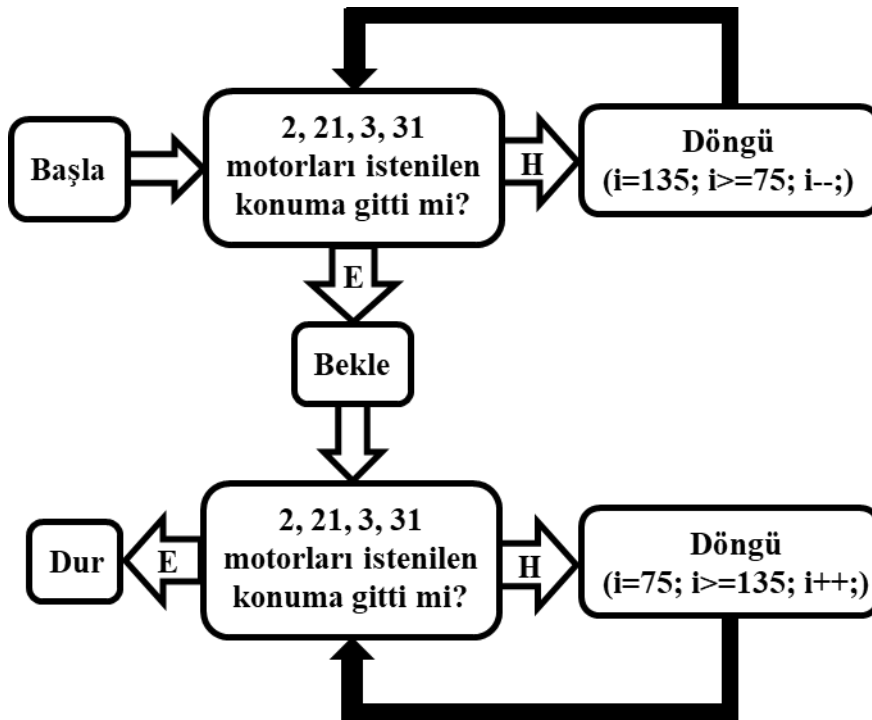 Başla
2, 21, 3, 31
motorları istenilen
konuma gitti mi?
H
Döngü
(i=135; i>=75; i--;)
E
Bekle
2, 21, 3, 31
motorları istenilen
konuma gitti mi?
E
Dur
H
Döngü
(i=75; i>=135; i++;)